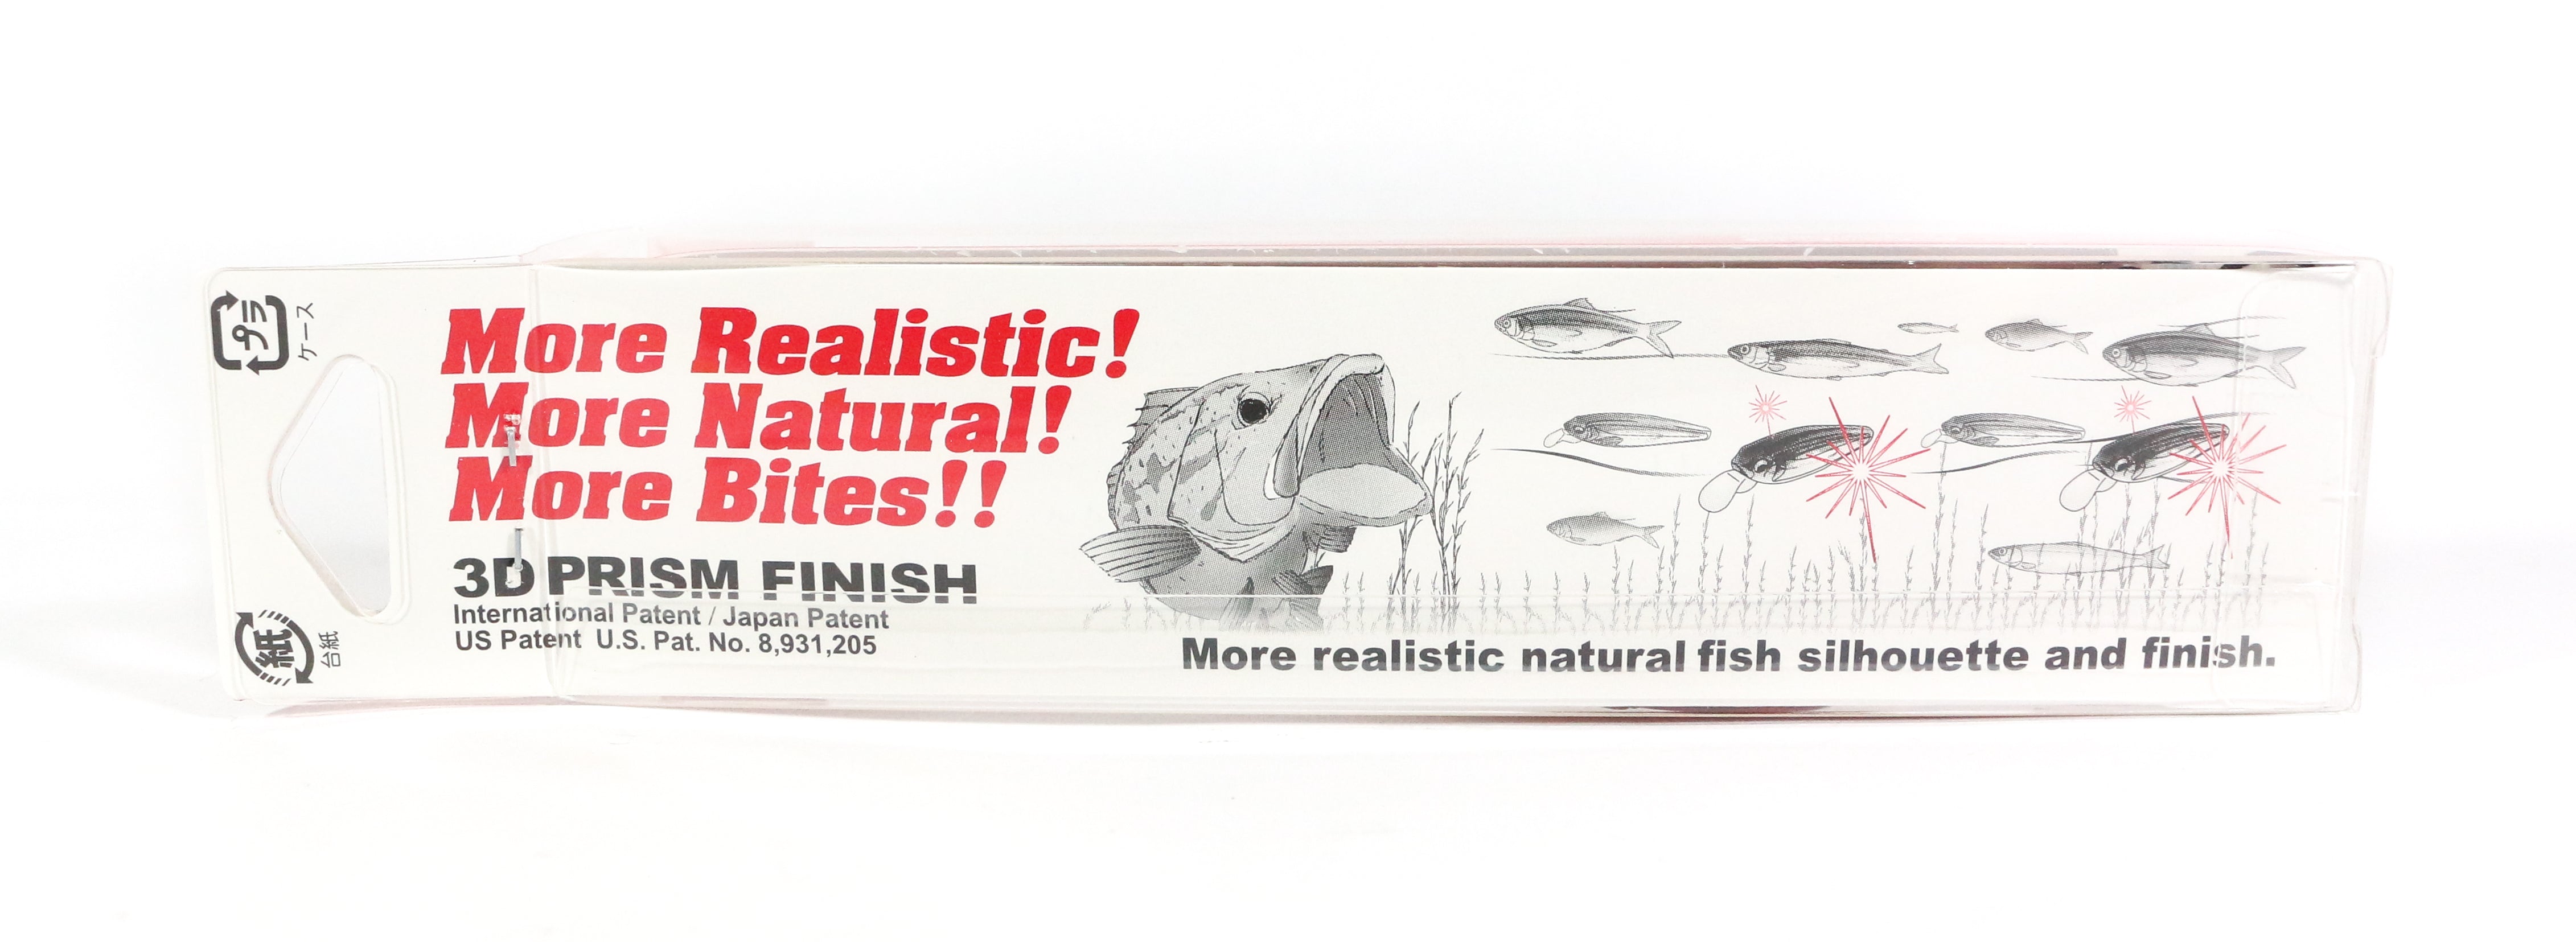 プラ
ケース
More Realistic!
More Natural!
More Bites!!
3D PRISM FINISH
International Patent / Japan Patent
US Patent U.S. Pat. No. 8,931,205
紙
台紙
More realistic natural fish silhouette and finish.